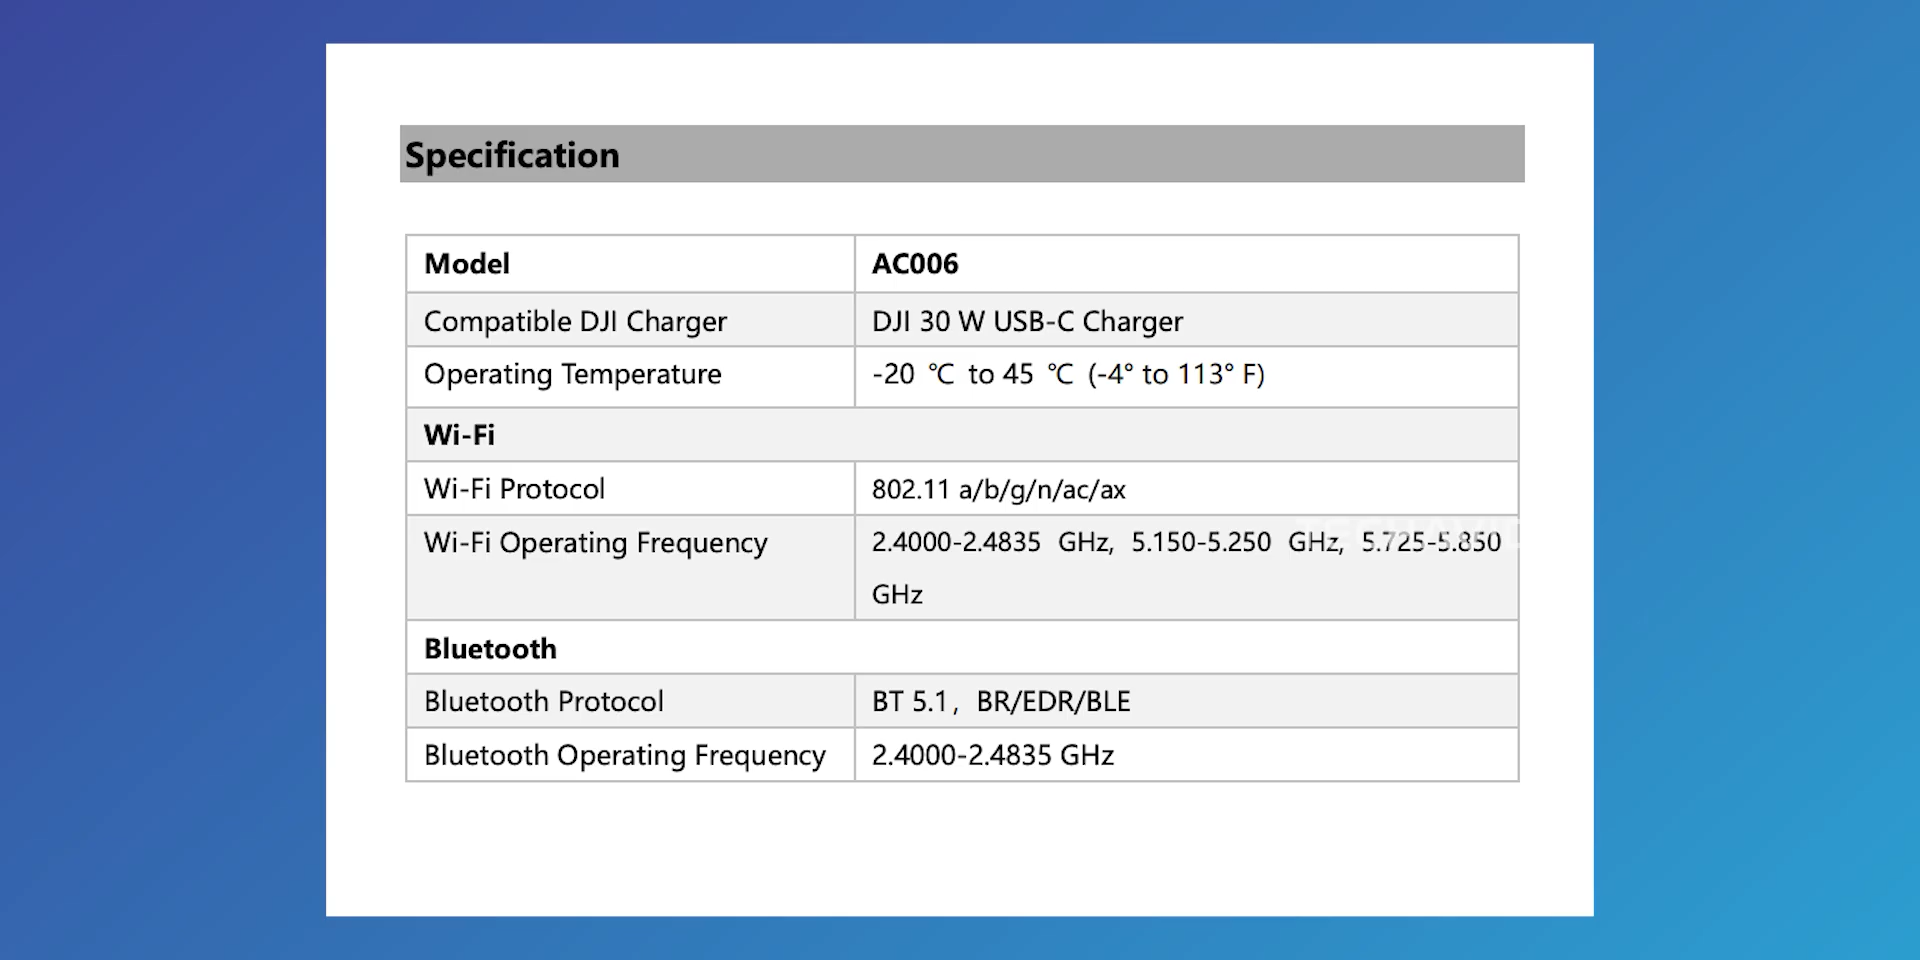 Specification
Model AC006
Compatible DJI Charger DJI 30 W USB-C Charger
Operating Temperature -20 ℃ to 45 ℃ (-4° to 113° F)
Wi-Fi
Wi-Fi Protocol 802.11 a/b/g/n/ac/ax
Wi-Fi Operating Frequency 2.4000-2.4835 GHz, 5.150-5.250 GHz, 5.725-5.850
GHz
Bluetooth
Bluetooth Protocol BT 5.1，BR/EDR/BLE
Bluetooth Operating Frequency 2.4000-2.4835 GHz